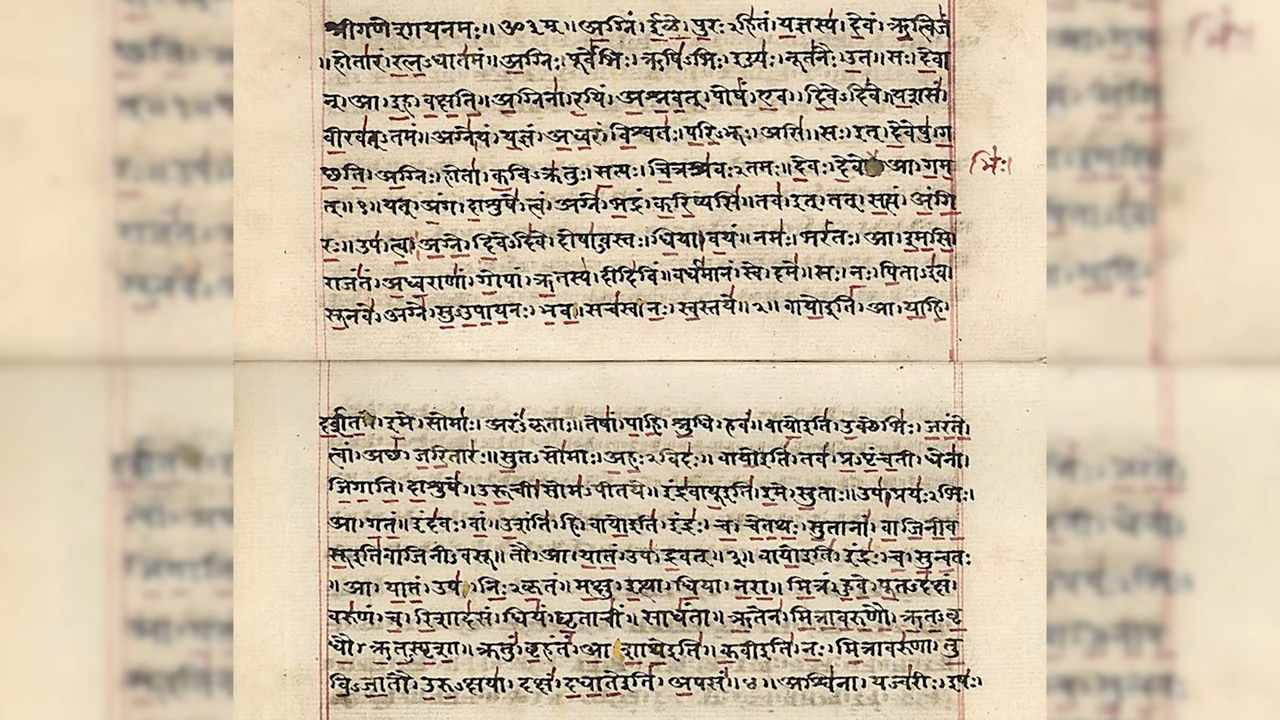 श्रीगणेशायनमः॥ ॐ३म्॥ अग्निं। ईळे। पुरःऽहितं। यज्ञस्य। देवं। ऋत्विजं
॥होतारं। रत्नऽधातमं॥ अग्निः। पूर्वेभिः। ऋषिऽभिः। ईड्यः। नूतनैः। उत॥ सः। देवा
न्। आ। इह। वक्षति॥ अग्निना। रयिं। अश्नवत्। पोषं। एव। दिवेऽदिवे॥ यशसं
वीरवत्ऽतमं॥ अग्ने। यं। यज्ञं। अध्वरं। विश्वतः। परिऽभूः। असि॥ सः। इत्। देवेषु। ग
च्छति। अग्निः। होता। कविऽक्रतुः। सत्यः। चित्रश्रवःऽतमः॥ देवः। देवे आ। गम
भिः।
त्॥१॥ यत्। अंग। दाशुषे। त्वं। अग्ने। भद्रं। करिष्यसि॥ तव। इत्। तत्। सत्यं। अंगि
रः॥ उप। त्वा। अग्ने। दिवेऽदिवे। दोषाऽवस्तः। धिया। वयं॥ नमः। भरंतः। आ। इमसि
राजंतं। अध्वराणां। गोपां। ऋतस्य। दीदिविं॥ वर्धमानं। स्वे। दमे॥ सः। नः। पिताऽइव।
सूनवे। अग्ने। सुऽउपायनः। भव॥ सचस्व। नः। स्वस्तये॥२॥ वायोइति। आ। याहि।
दर्शत। इमे। सोमाः। अरंऽकृताः॥ तेषां। पाहि। श्रुधि। हवं॥ वायोइति। उक्थेभिः। जरंते।
त्वां। अच्छ। जरितारः॥ सुतऽसोमाः। अहःऽविदः॥ वायोइति। तव। प्रऽपृंचती। धेना।
जिगाति। दाशुषे॥ उरूची। सोमऽपीतये॥ इंद्रवायूइति। इमे। सुताः॥ उप। प्रयःऽभिः।
आ। गतं॥ इंदवः। वां। उशंति। हि। वायोइति। इंद्रः। च। चेतथः। सुतानां। वाजिनीव
सूइतिवाजिनीऽवसू॥ तौ। आ। यातं। उप। द्रवत्॥३॥ वायोइति। इंद्रः। च। सुन्वतः
॥ आ। यातं। उप। निःऽकृतं॥ मक्षु। इत्था। धिया। नरा॥ मित्रं। हुवे। पूतऽदक्षं।
वरुणं। च। रिशादसं। धियं। घृताचीं॥ साधंता॥ ऋतेन। मित्रावरुणौ। ऋतऽवृ
धौ। ऋतऽस्पृशा॥ क्रतुं। बृहंतं। आ। शाथेइति॥ कवीइति। नः। मित्रावरुणा। तु
विऽजातौ। उरुऽक्षया। दक्षं। दधातेइति। अपसं॥४॥ अश्विना। यज्वरीः। इषः।